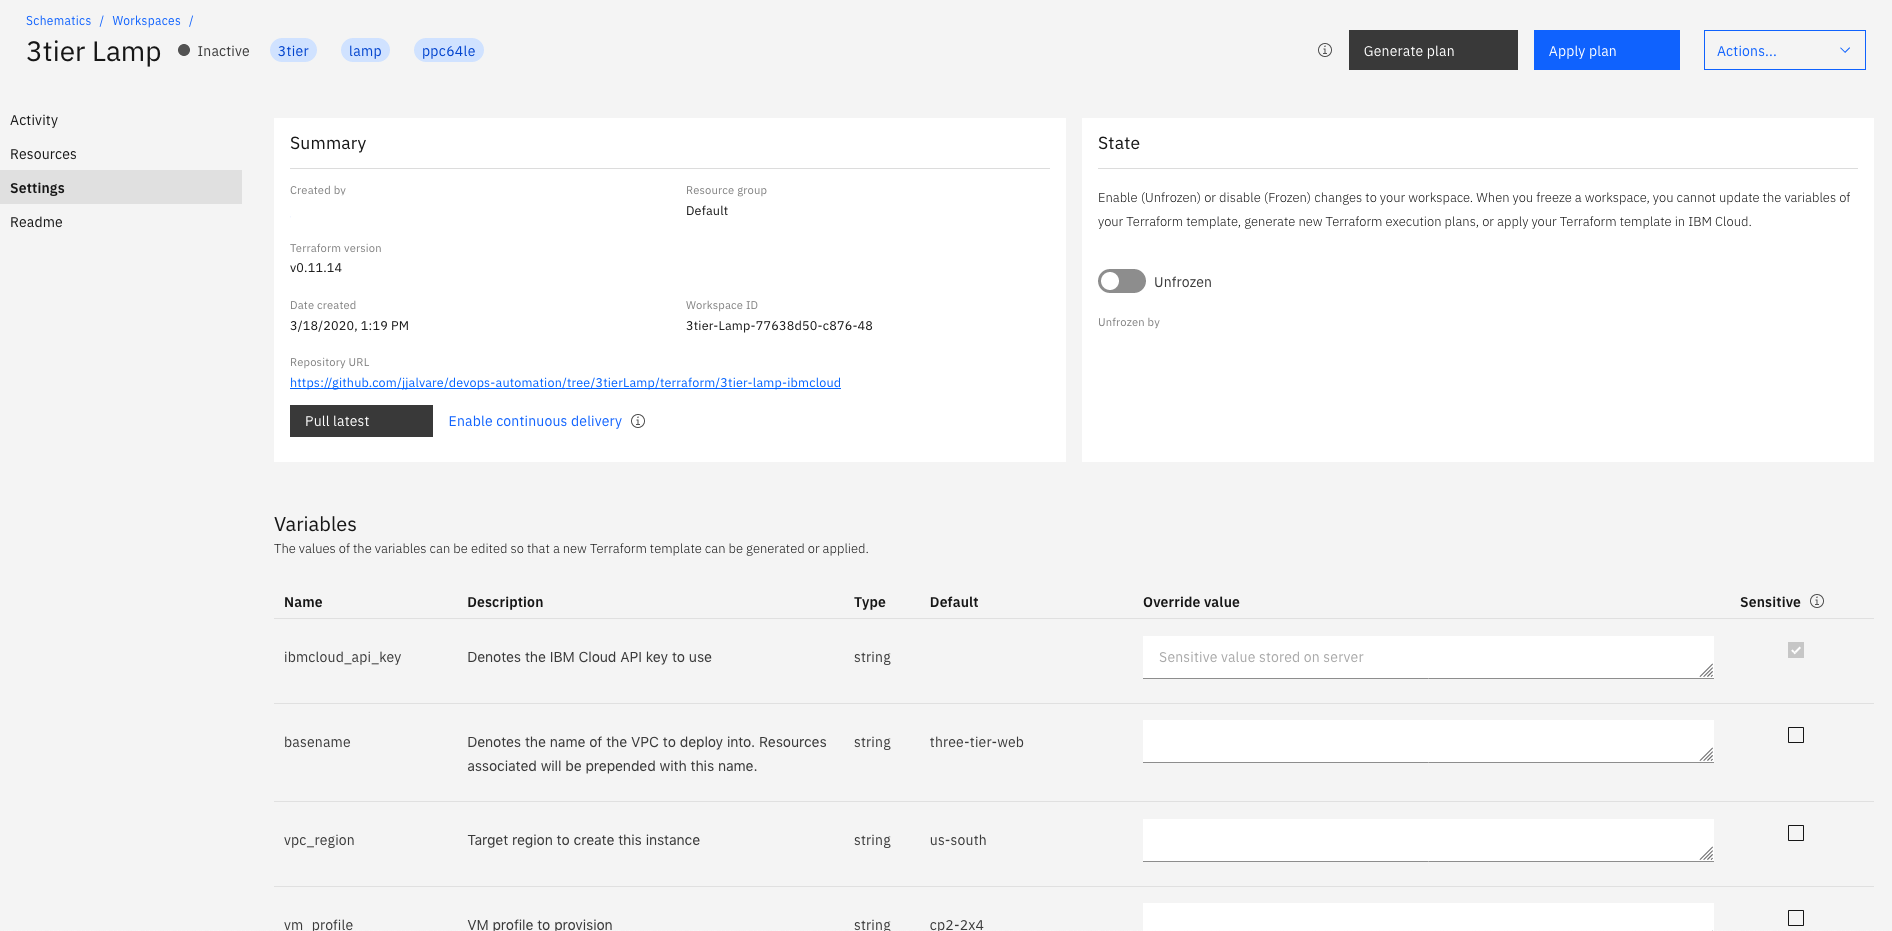 Schematics / Workspaces /
3tier Lamp Inactive 3tier lamp ppc64le
Generate plan Apply plan Actions...
Activity
Resources
Settings
Readme
Summary
Created by Resource group
Default
Terraform version
v0.11.14
Date created Workspace ID
3/18/2020, 1:19 PM 3tier-Lamp-77638d50-c876-48
Repository URL
https://github.com/jjalvare/devops-automation/tree/3tierLamp/terraform/3tier-lamp-ibmcloud
Pull latest Enable continuous delivery
State
Enable (Unfrozen) or disable (Frozen) changes to your workspace. When you freeze a workspace, you cannot update the variables of
your Terraform template, generate new Terraform execution plans, or apply your Terraform template in IBM Cloud.
Unfrozen
Unfrozen by
Variables
The values of the variables can be edited so that a new Terraform template can be generated or applied.
Name Description Type Default Override value Sensitive
ibmcloud_api_key Denotes the IBM Cloud API key to use string Sensitive value stored on server
basename Denotes the name of the VPC to deploy into. Resources string three-tier-web
associated will be prepended with this name.
vpc_region Target region to create this instance string us-south
vm_profile VM profile to provision string cp2-2x4